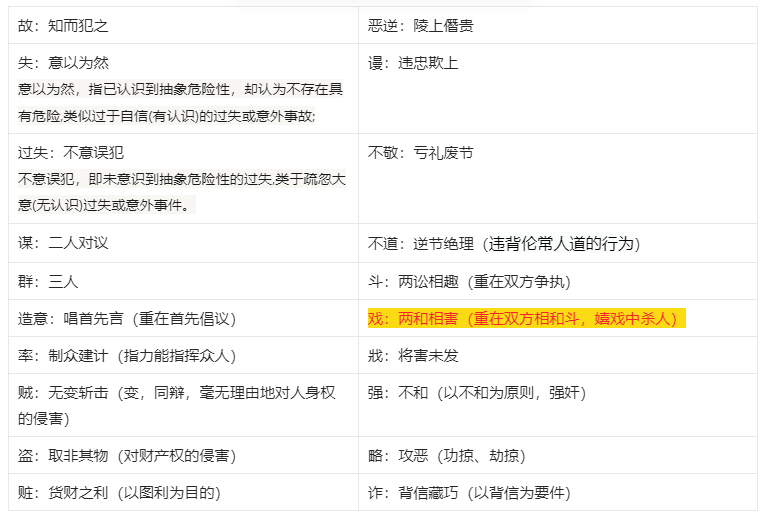 故：知而犯之
恶逆：陵上僭贵
失：意以为然
意以为然，指已认识到抽象危险性，却认为不存在具
有危险,类似过于自信(有认识)的过失或意外事故;
谩：违忠欺上
过失：不意误犯
不意误犯，即未意识到抽象危险性的过失,类于疏忽大
意(无认识)过失或意外事件。
不敬：亏礼废节
谋：二人对议
不道：逆节绝理（违背伦常人道的行为）
群：三人
斗：两讼相趣（重在双方争执）
造意：唱首先言（重在首先倡议）
戏：两和相害（重在双方相和斗，嬉戏中杀人）
率：制众建计（指力能指挥众人）
戕：将害未发
贼：无变斩击（变，同辩，毫无理由地对人身权
的侵害）
强：不和（以不和为原则，强奸）
盗：取非其物（对财产权的侵害）
略：攻恶（功掠、劫掠）
赃：货财之利（以图利为目的）
诈：背信藏巧（以背信为要件）